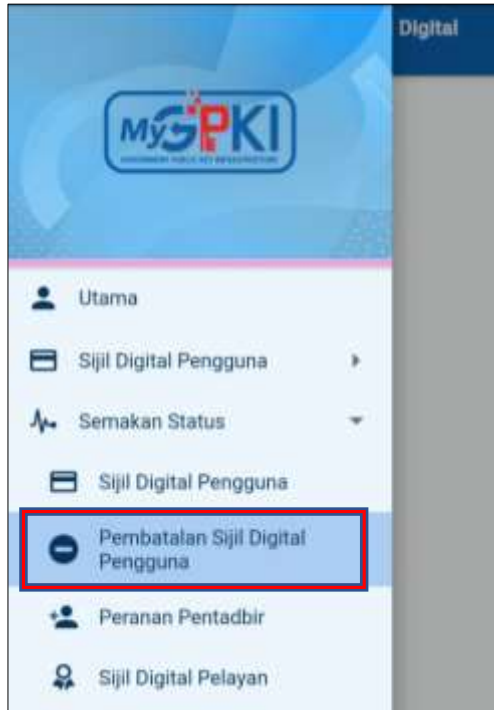 Digital
MyGPKI
Utama
Sijil Digital Pengguna
Semakan Status
Sijil Digital Pengguna
Pembatalan Sijil Digital
Pengguna
Peranan Pentadbir
Sijil Digital Pelayan